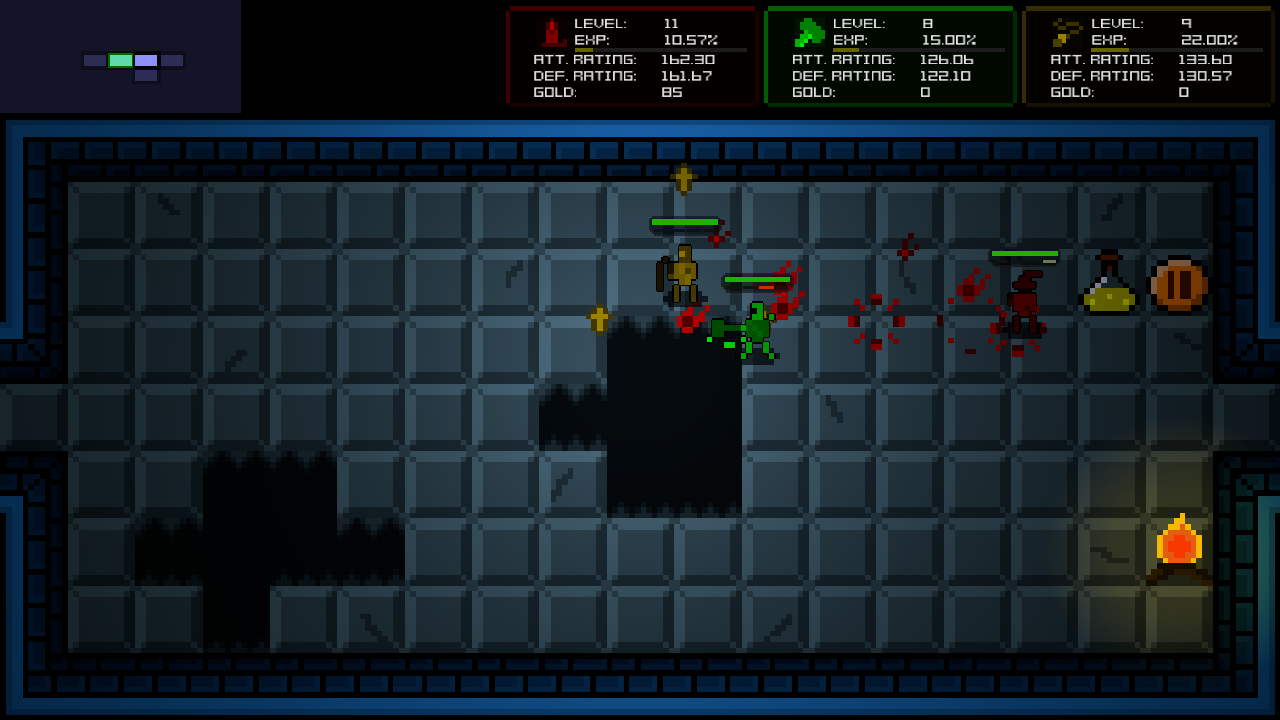 LEVEL: 11
EXP: 10.57%
ATT. RATING: 162.30
DEF. RATING: 161.67
GOLD: 85
LEVEL: 8
EXP: 15.00%
ATT. RATING: 126.06
DEF. RATING: 122.10
GOLD: 0
LEVEL: 9
EXP: 22.00%
ATT. RATING: 133.60
DEF. RATING: 130.57
GOLD: 0